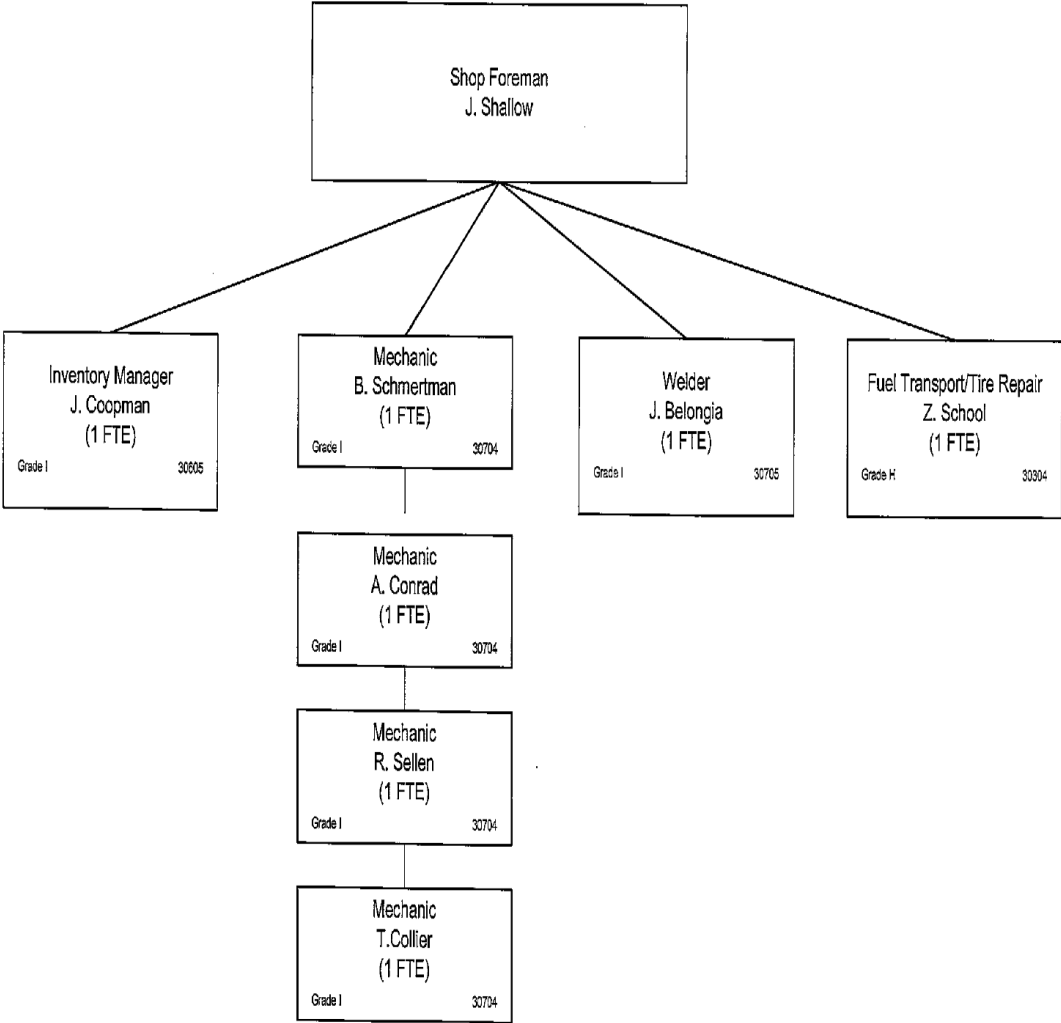 Shop Foreman
J. Shallow
Inventory Manager
J. Coopman
(1 FTE)
Grade I 30605
Mechanic
B. Schmertman
(1 FTE)
Grade I 30704
Welder
J. Belongia
(1 FTE)
Grade I 30705
Fuel Transport/Tire Repair
Z. School
(1 FTE)
Grade H 30304
Mechanic
A. Conrad
(1 FTE)
Grade I 30704
Mechanic
R. Sellen
(1 FTE)
Grade I 30704
Mechanic
T.Collier
(1 FTE)
Grade I 30704